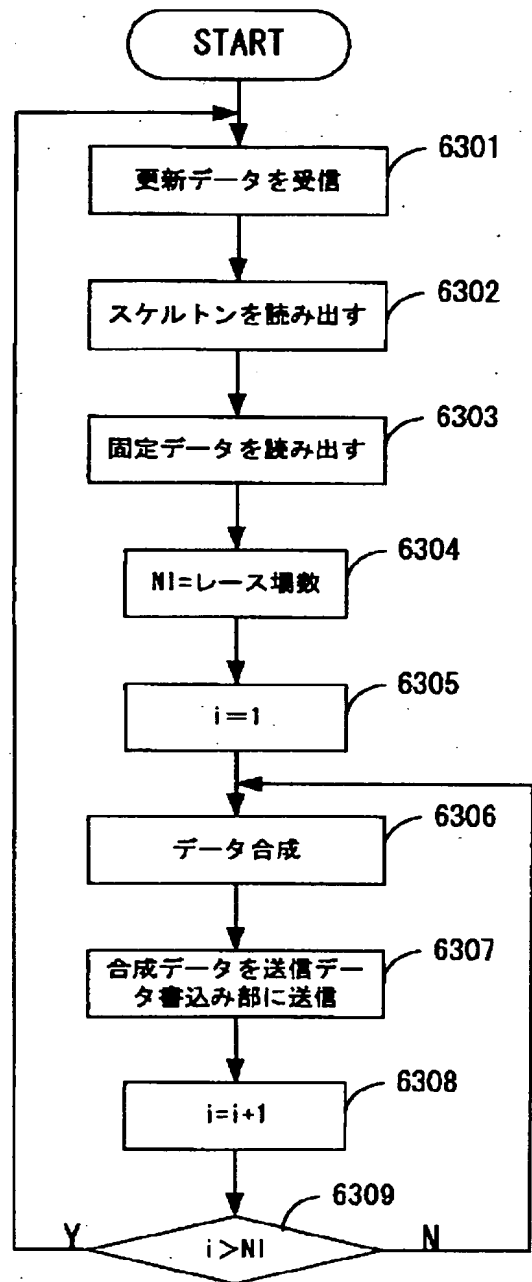 START
更新データを受信
6301
スケルトンを読み出す
6302
固定データを読み出す
6303
NI=レース場数
6304
i=1
6305
データ合成
6306
合成データを送信デー
タ書込み部に送信
6307
i=i+1
6308
i>NI
6309
Y
N